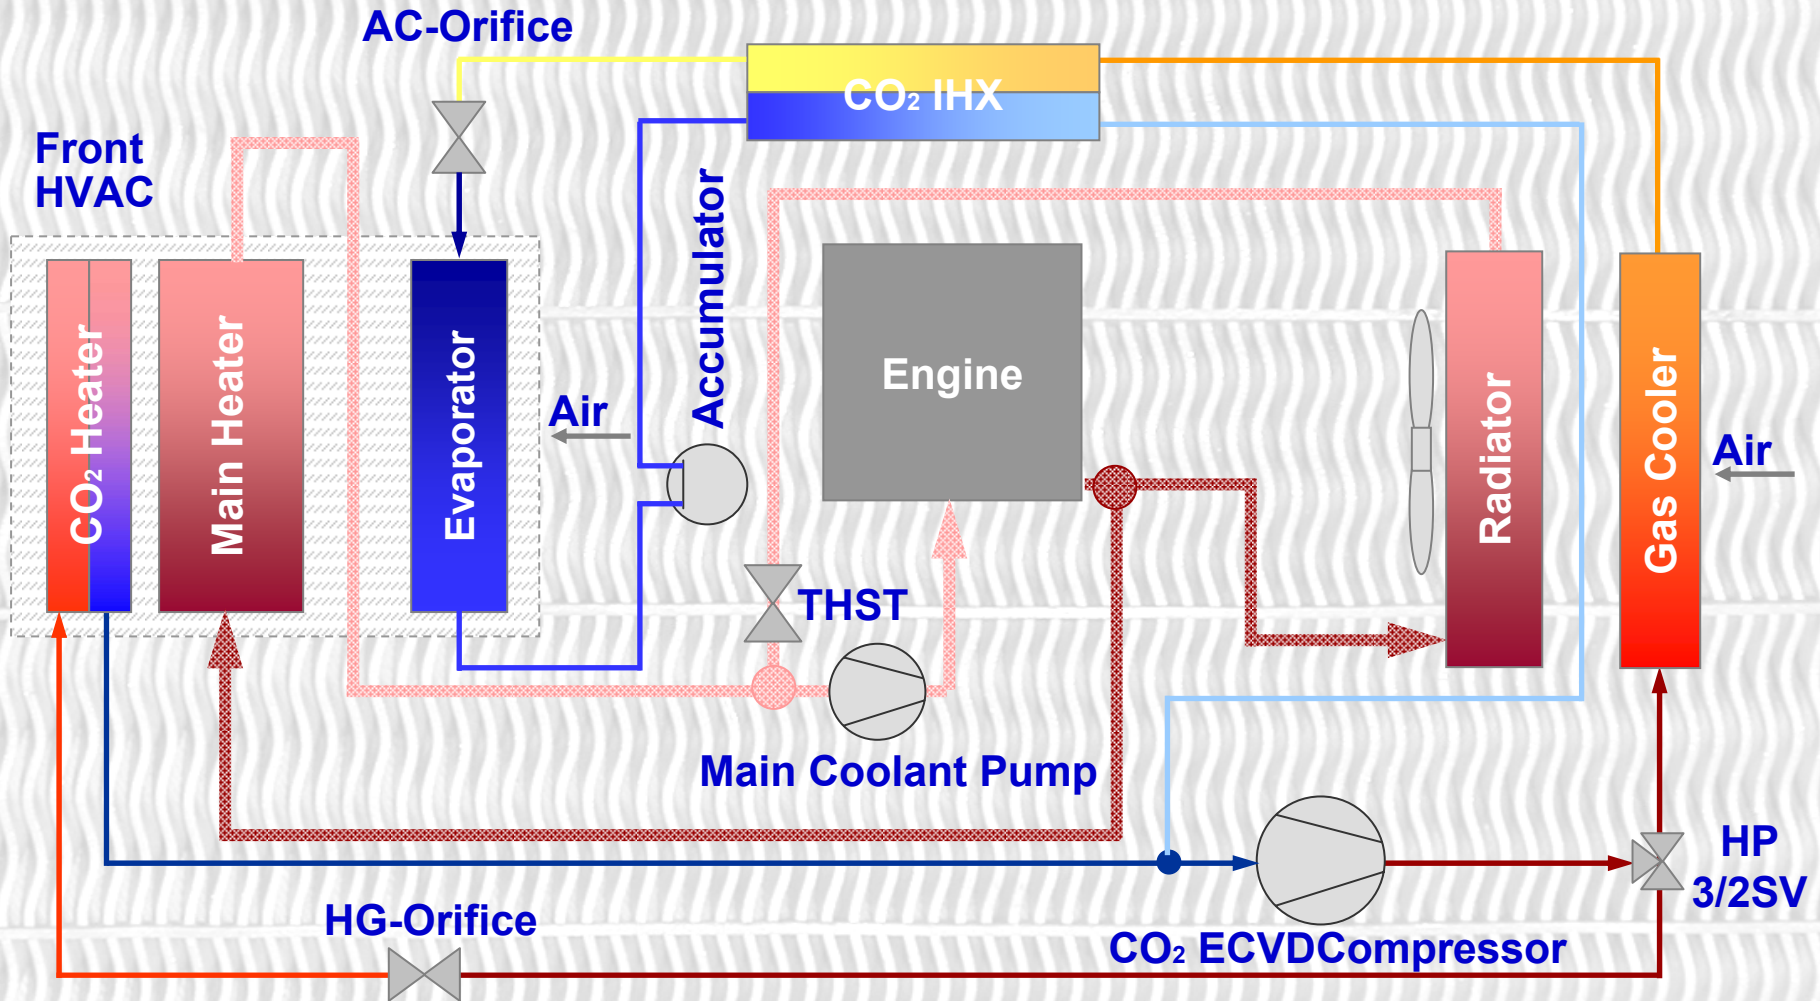 AC-Orifice
CO₂ IHX
Front
HVAC
Accumulator
CO₂ Heater
Main Heater
Evaporator
Air
Engine
Radiator
Gas Cooler
Air
THST
Main Coolant Pump
HP
3/2SV
HG-Orifice
CO₂ ECVDCompressor